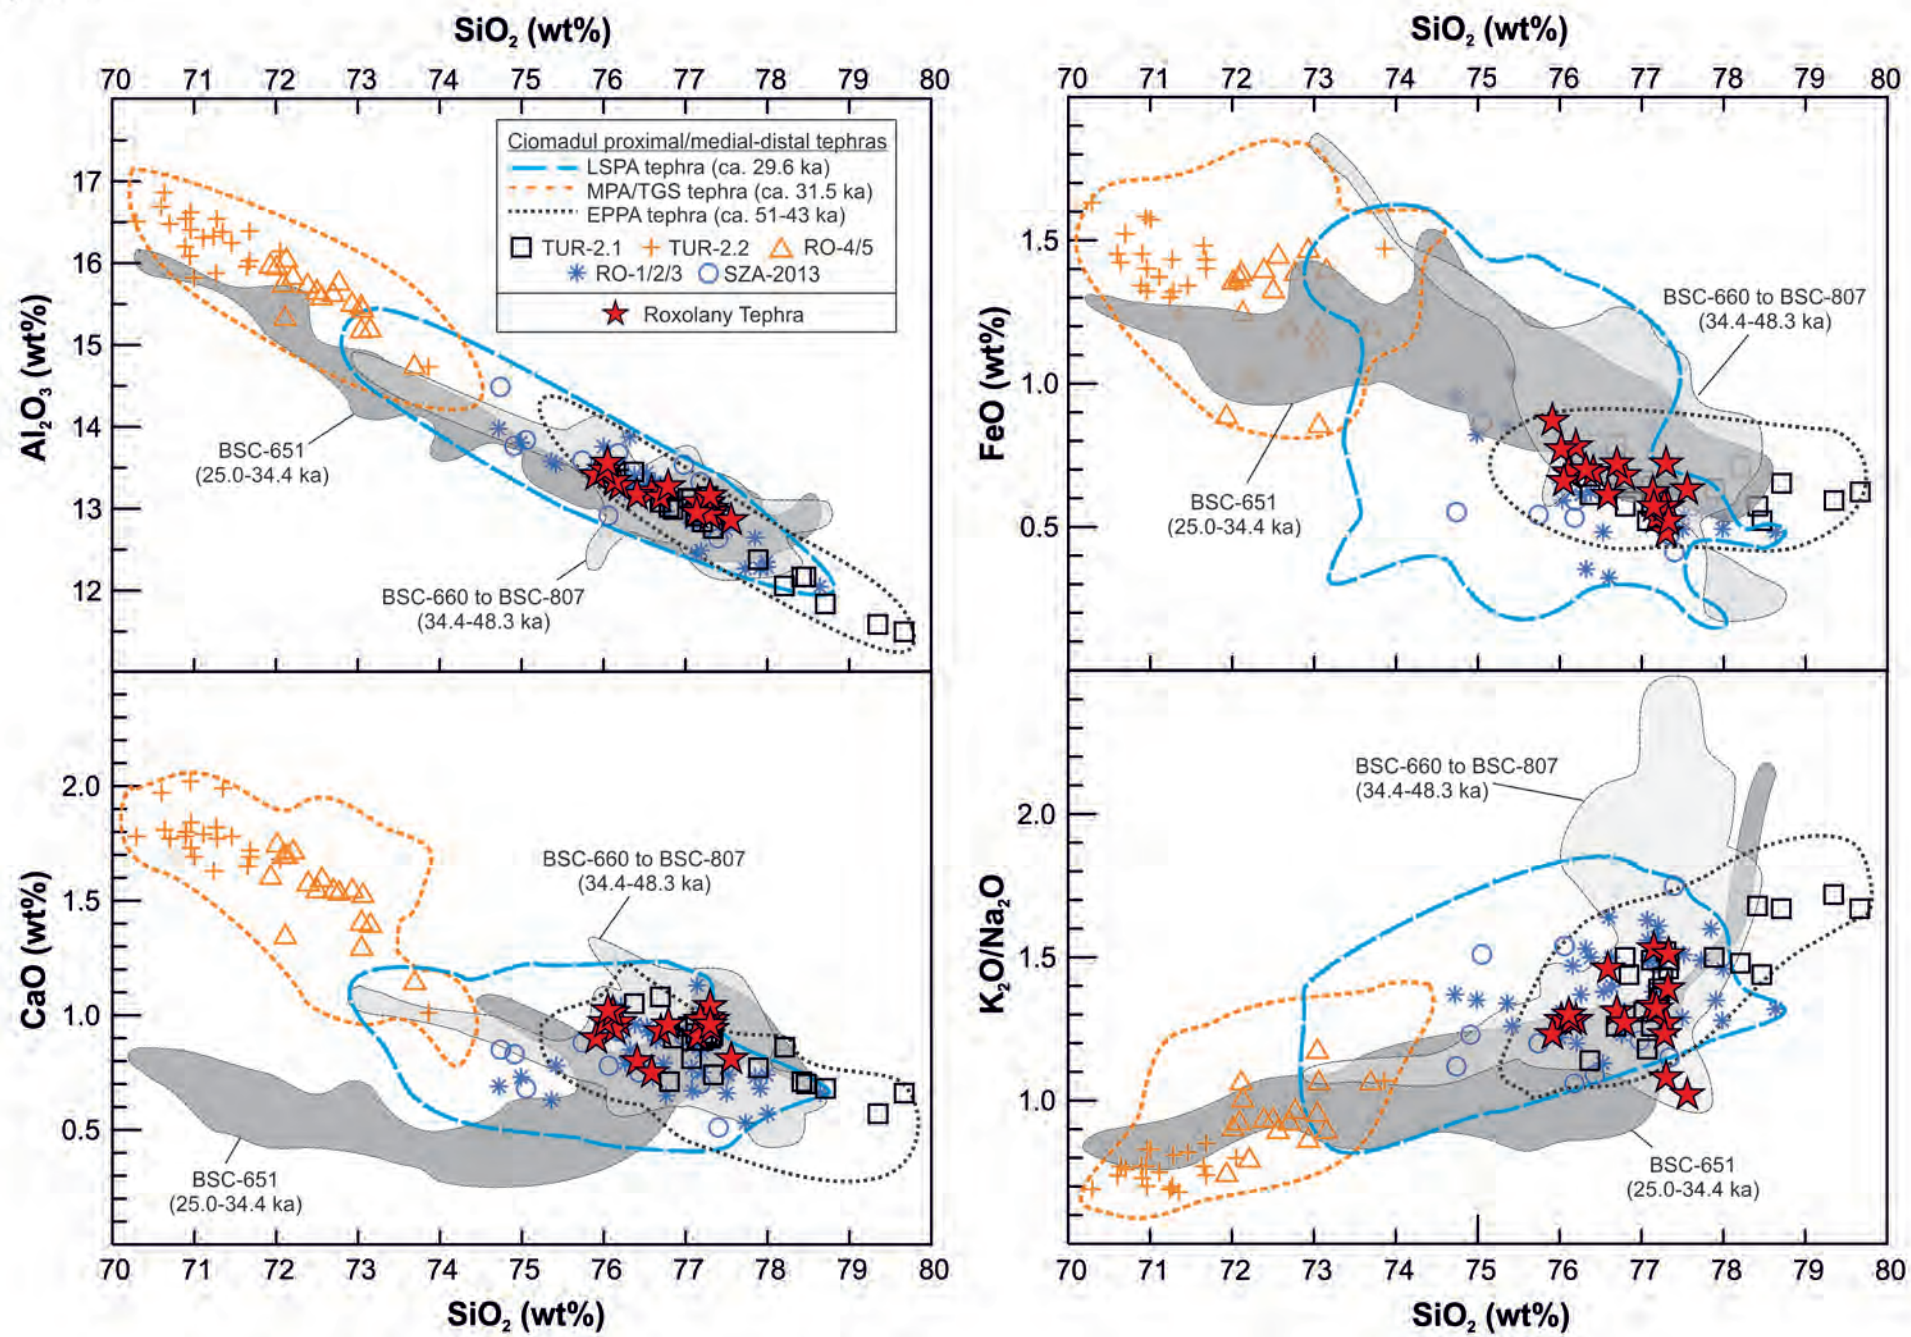 SiO₂ (wt%)
70 71 72 73 74 75 76 77 78 79 80
Al₂O₃ (wt%)
17
16
15
14
13
12
Ciomadul proximal/medial-distal tephras
LSPA tephra (ca. 29.6 ka)
MPA/TGS tephra (ca. 31.5 ka)
EPPA tephra (ca. 51-43 ka)
TUR-2.1 TUR-2.2 RO-4/5
RO-1/2/3 SZA-2013
Roxolany Tephra
BSC-651
(25.0-34.4 ka)
BSC-660 to BSC-807
(34.4-48.3 ka)
SiO₂ (wt%)
70 71 72 73 74 75 76 77 78 79 80
FeO (wt%)
1.5
1.0
0.5
BSC-660 to BSC-807
(34.4-48.3 ka)
BSC-651
(25.0-34.4 ka)
CaO (wt%)
2.0
1.5
1.0
0.5
BSC-660 to BSC-807
(34.4-48.3 ka)
BSC-651
(25.0-34.4 ka)
70 71 72 73 74 75 76 77 78 79 80
SiO₂ (wt%)
K₂O/Na₂O
2.0
1.5
1.0
BSC-660 to BSC-807
(34.4-48.3 ka)
BSC-651
(25.0-34.4 ka)
70 71 72 73 74 75 76 77 78 79 80
SiO₂ (wt%)